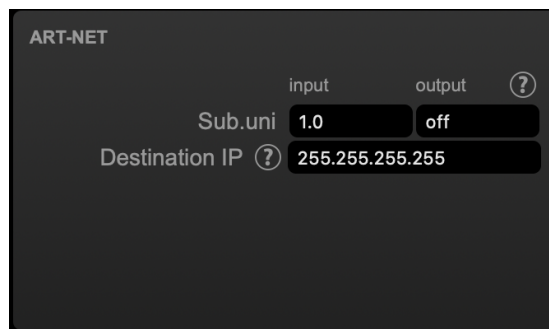 ART-NET
input output ?
Sub.uni 1.0 off
Destination IP ? 255.255.255.255